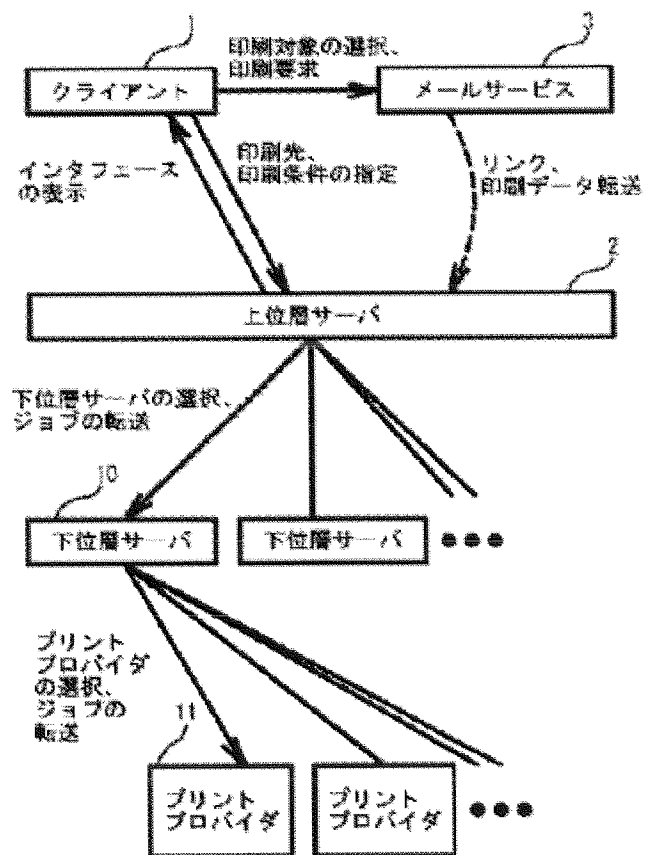 1
3
印刷対象の選択、
印刷要求
クライアント
メールサービス
インタフェース
の表示
印刷先、
印刷条件の指定
リンク、
印刷データ転送
2
上位層サーバ
下位層サーバの選択、
ジョブの転送
10
下位層サーバ
下位層サーバ
●●●
プリント
プロバイダ
の選択、
ジョブの
転送
11
プリント
プロバイダ
プリント
プロバイダ
●●●